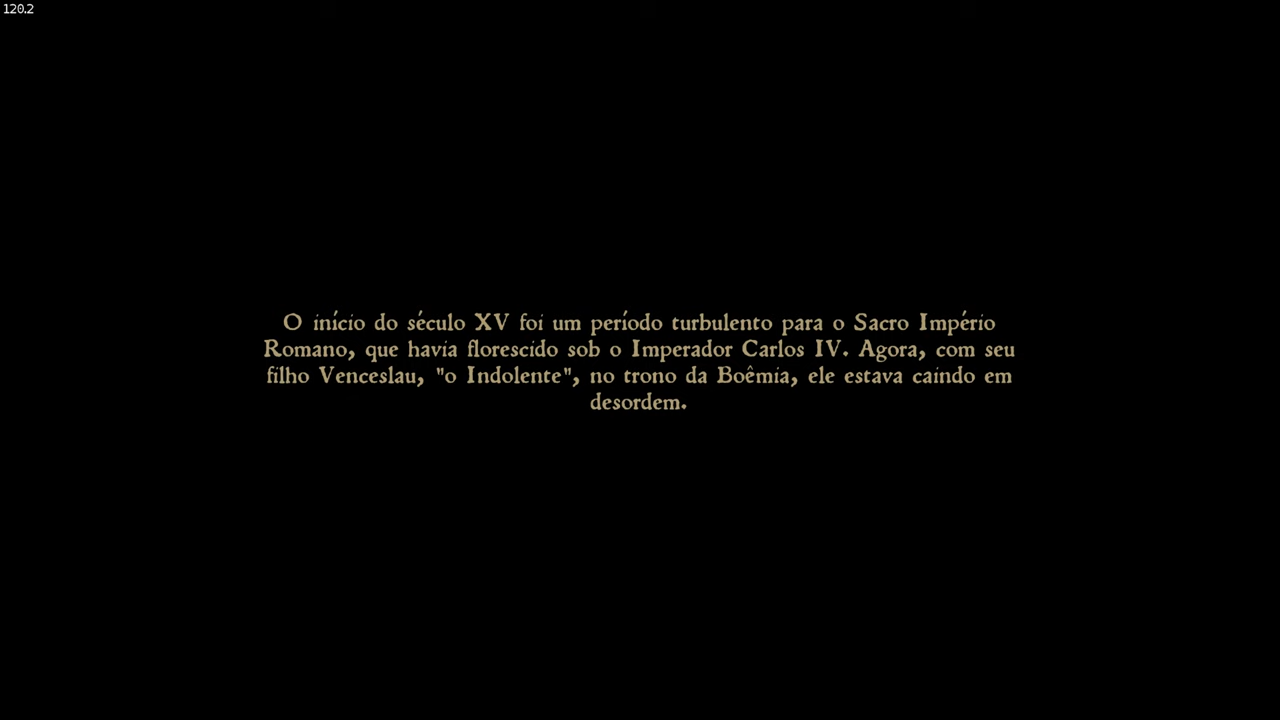 120.2
O início do século XV foi um período turbulento para o Sacro Império
Romano, que havia florescido sob o Imperador Carlos IV. Agora, com seu
filho Venceslau, "o Indolente", no trono da Boêmia, ele estava caindo em
desordem.